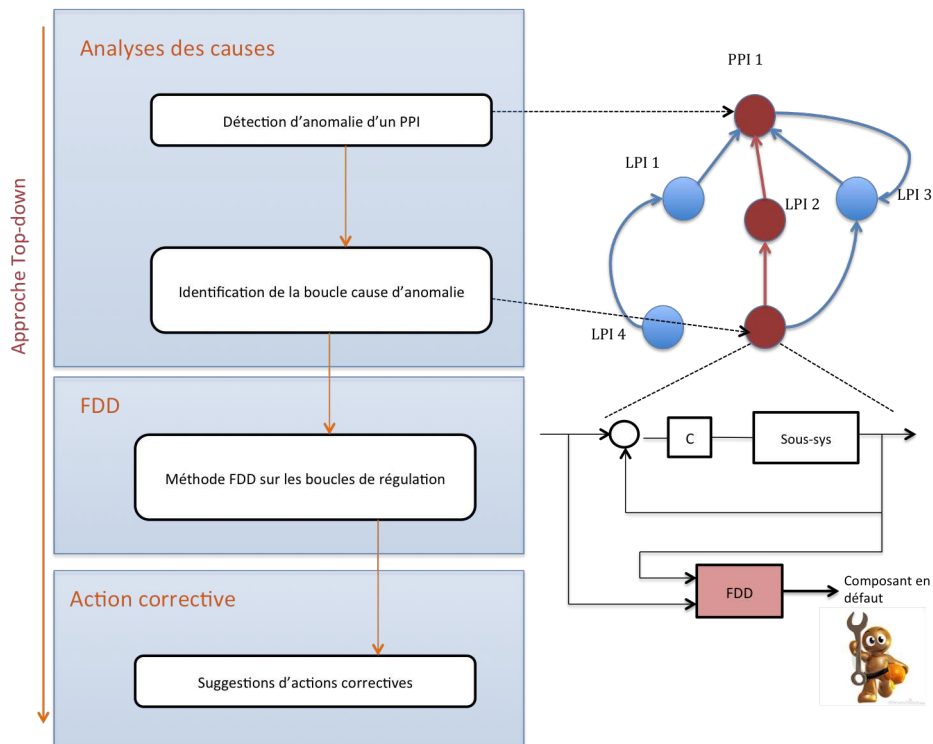 Approche Top-down
Analyses des causes
Détection d'anomalie d'un PPI
Identification de la boucle cause d'anomalie
FDD
Méthode FDD sur les boucles de régulation
Action corrective
Suggestions d'actions correctives
PPI 1
LPI 1
LPI 2
LPI 3
LPI 4
C
Sous-sys
FDD
Composant en
défaut